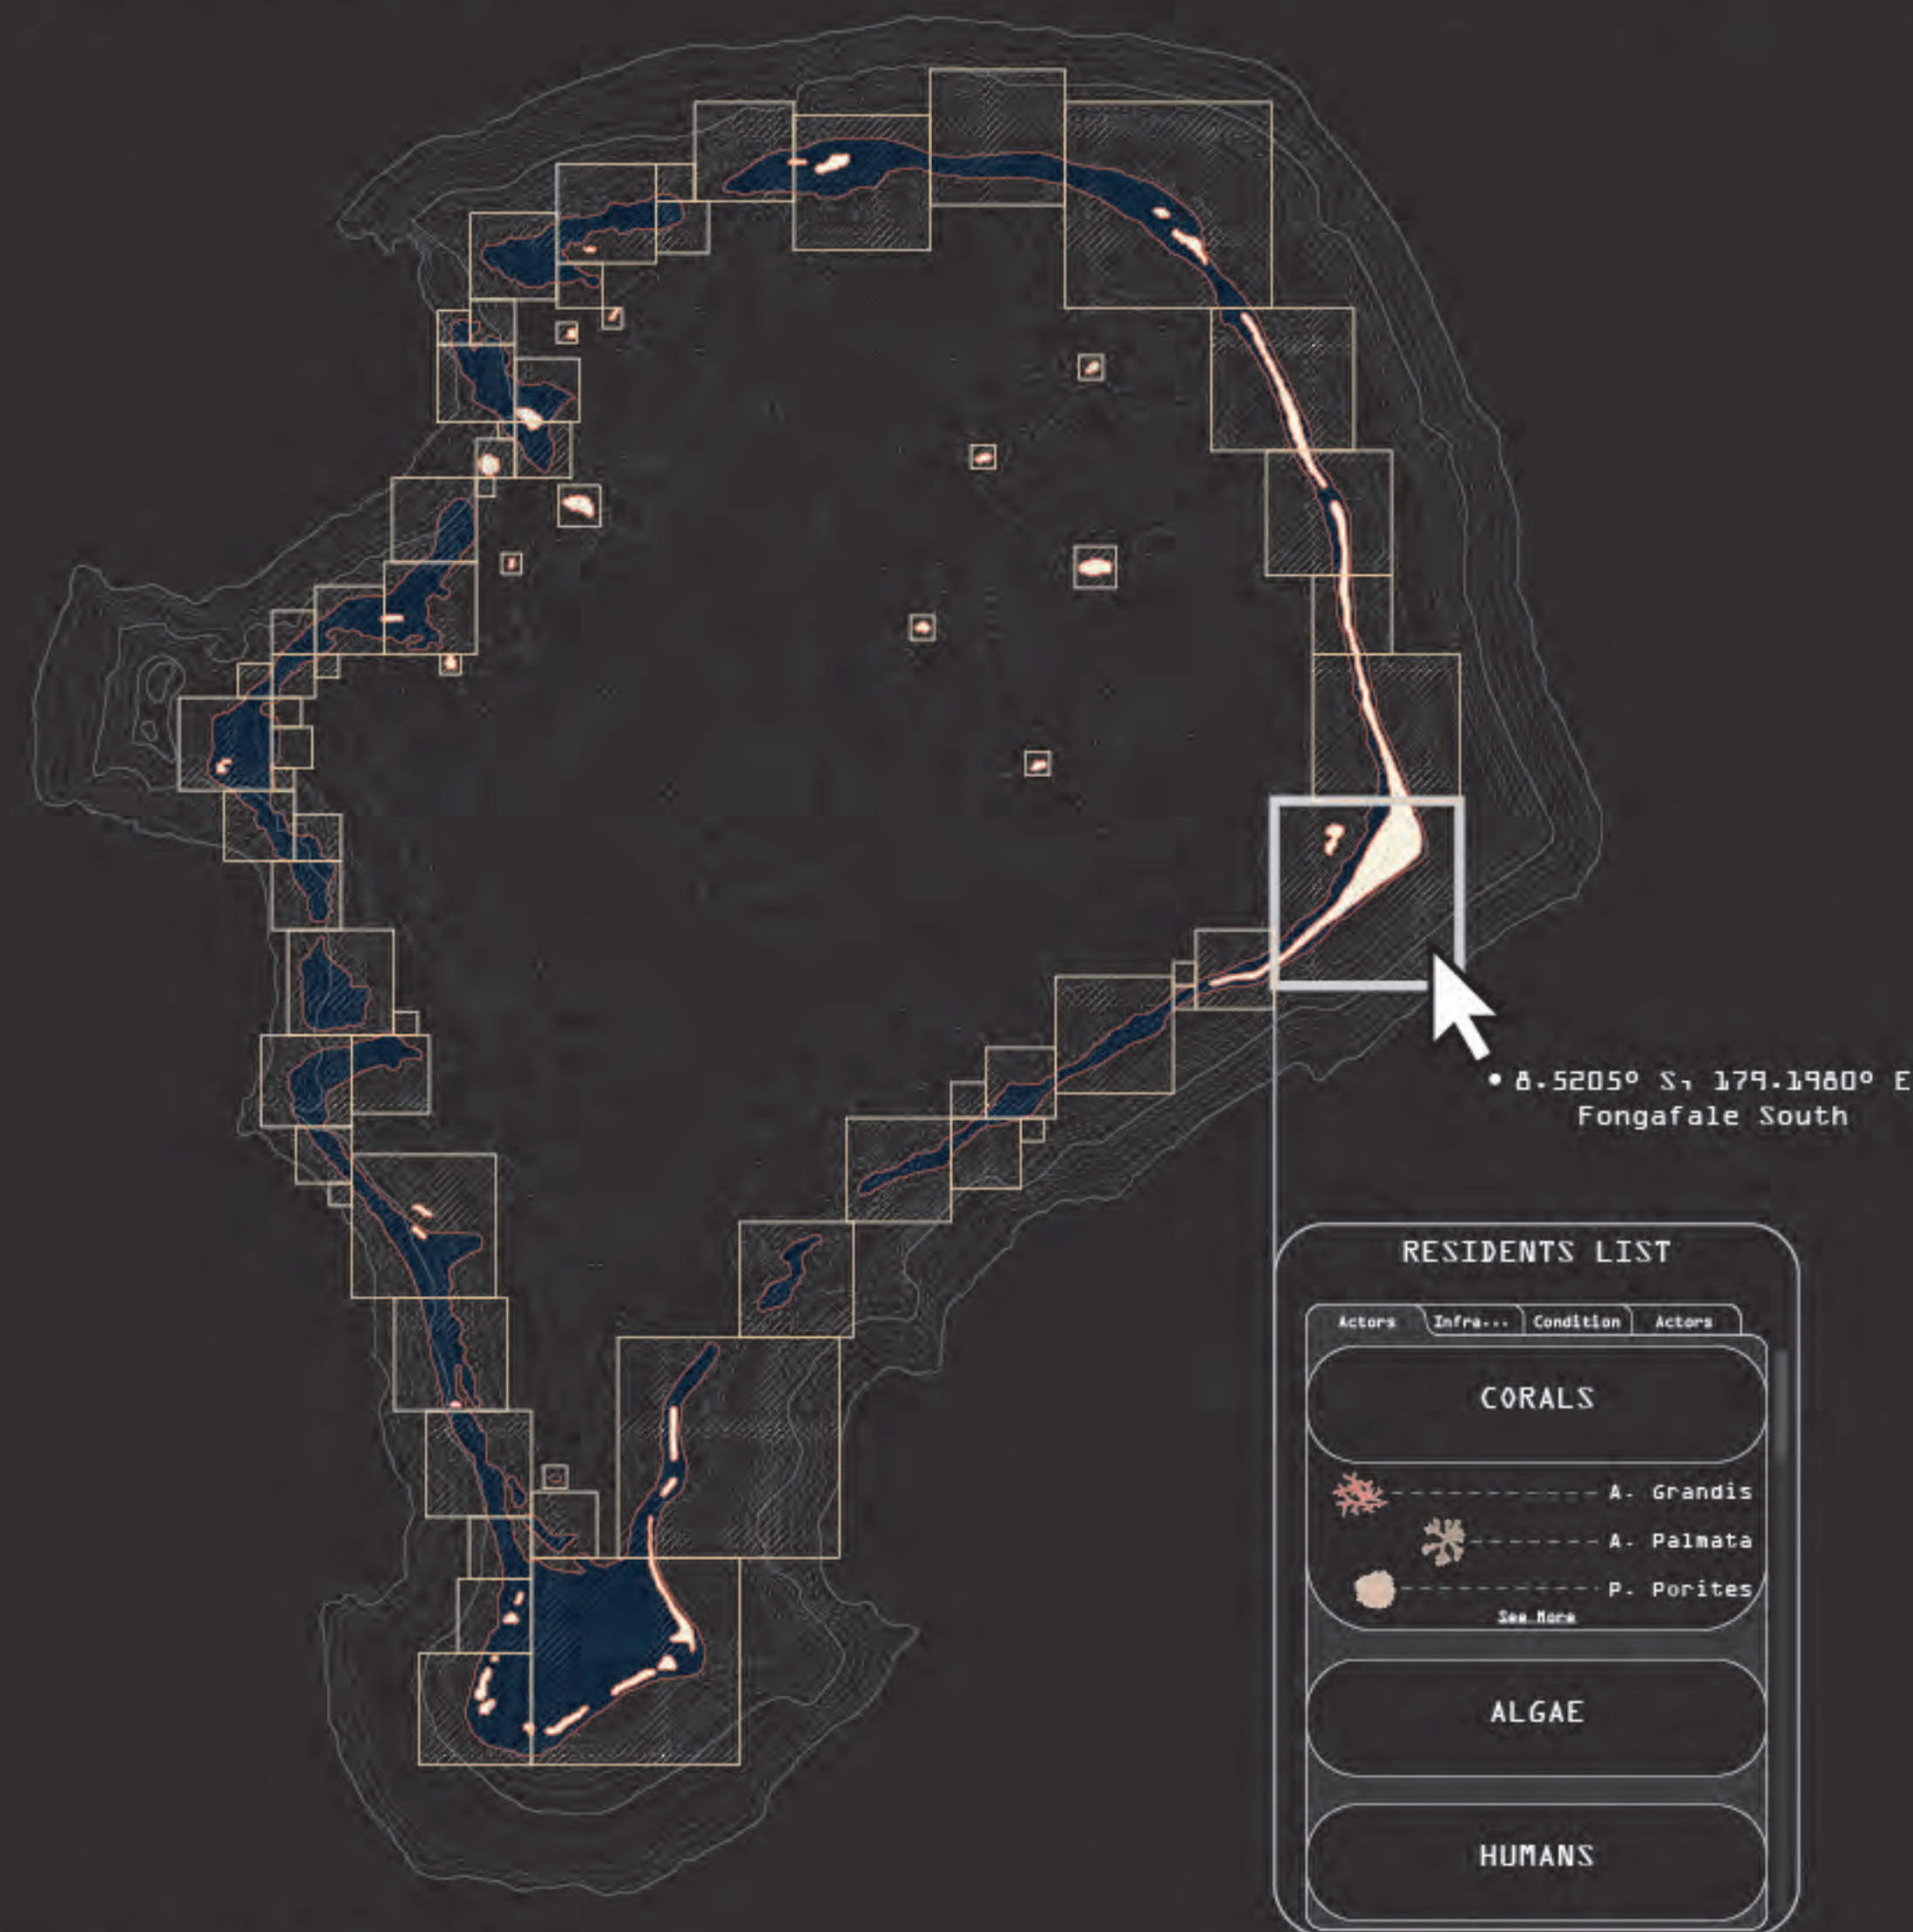 • 8.5205° S, 179.1980° E
Fongafale South
RESIDENTS LIST
Actors Infra... Condition Actors
CORALS
A. Grandis
A. Palmata
P. Porites
See More
ALGAE
HUMANS